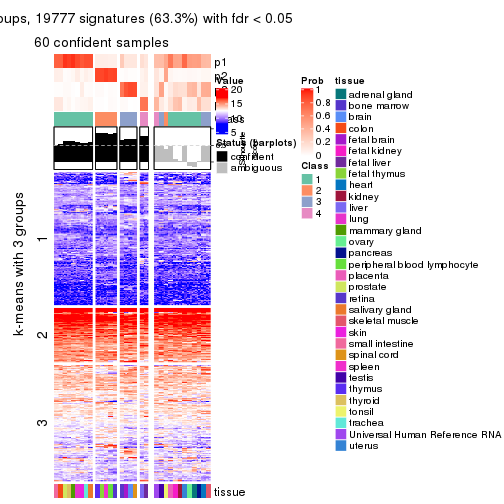 oups, 19777 signatures (63.3%) with fdr < 0.05
60 confident samples
p1
p2
Value
20
15
10
5
Status (barplots)
confident
ambiguous
Prob
1
0.8
0.6
0.4
0.2
0
Class
1
2
3
4
tissue
adrenal gland
bone marrow
brain
colon
fetal brain
fetal kidney
fetal liver
fetal thymus
heart
kidney
liver
lung
mammary gland
ovary
pancreas
peripheral blood lymphocyte
placenta
prostate
retina
salivary gland
skeletal muscle
skin
small intestine
spinal cord
spleen
testis
thymus
thyroid
tonsil
trachea
Universal Human Reference RNA
uterus
k-means with 3 groups
1
2
3
tissue